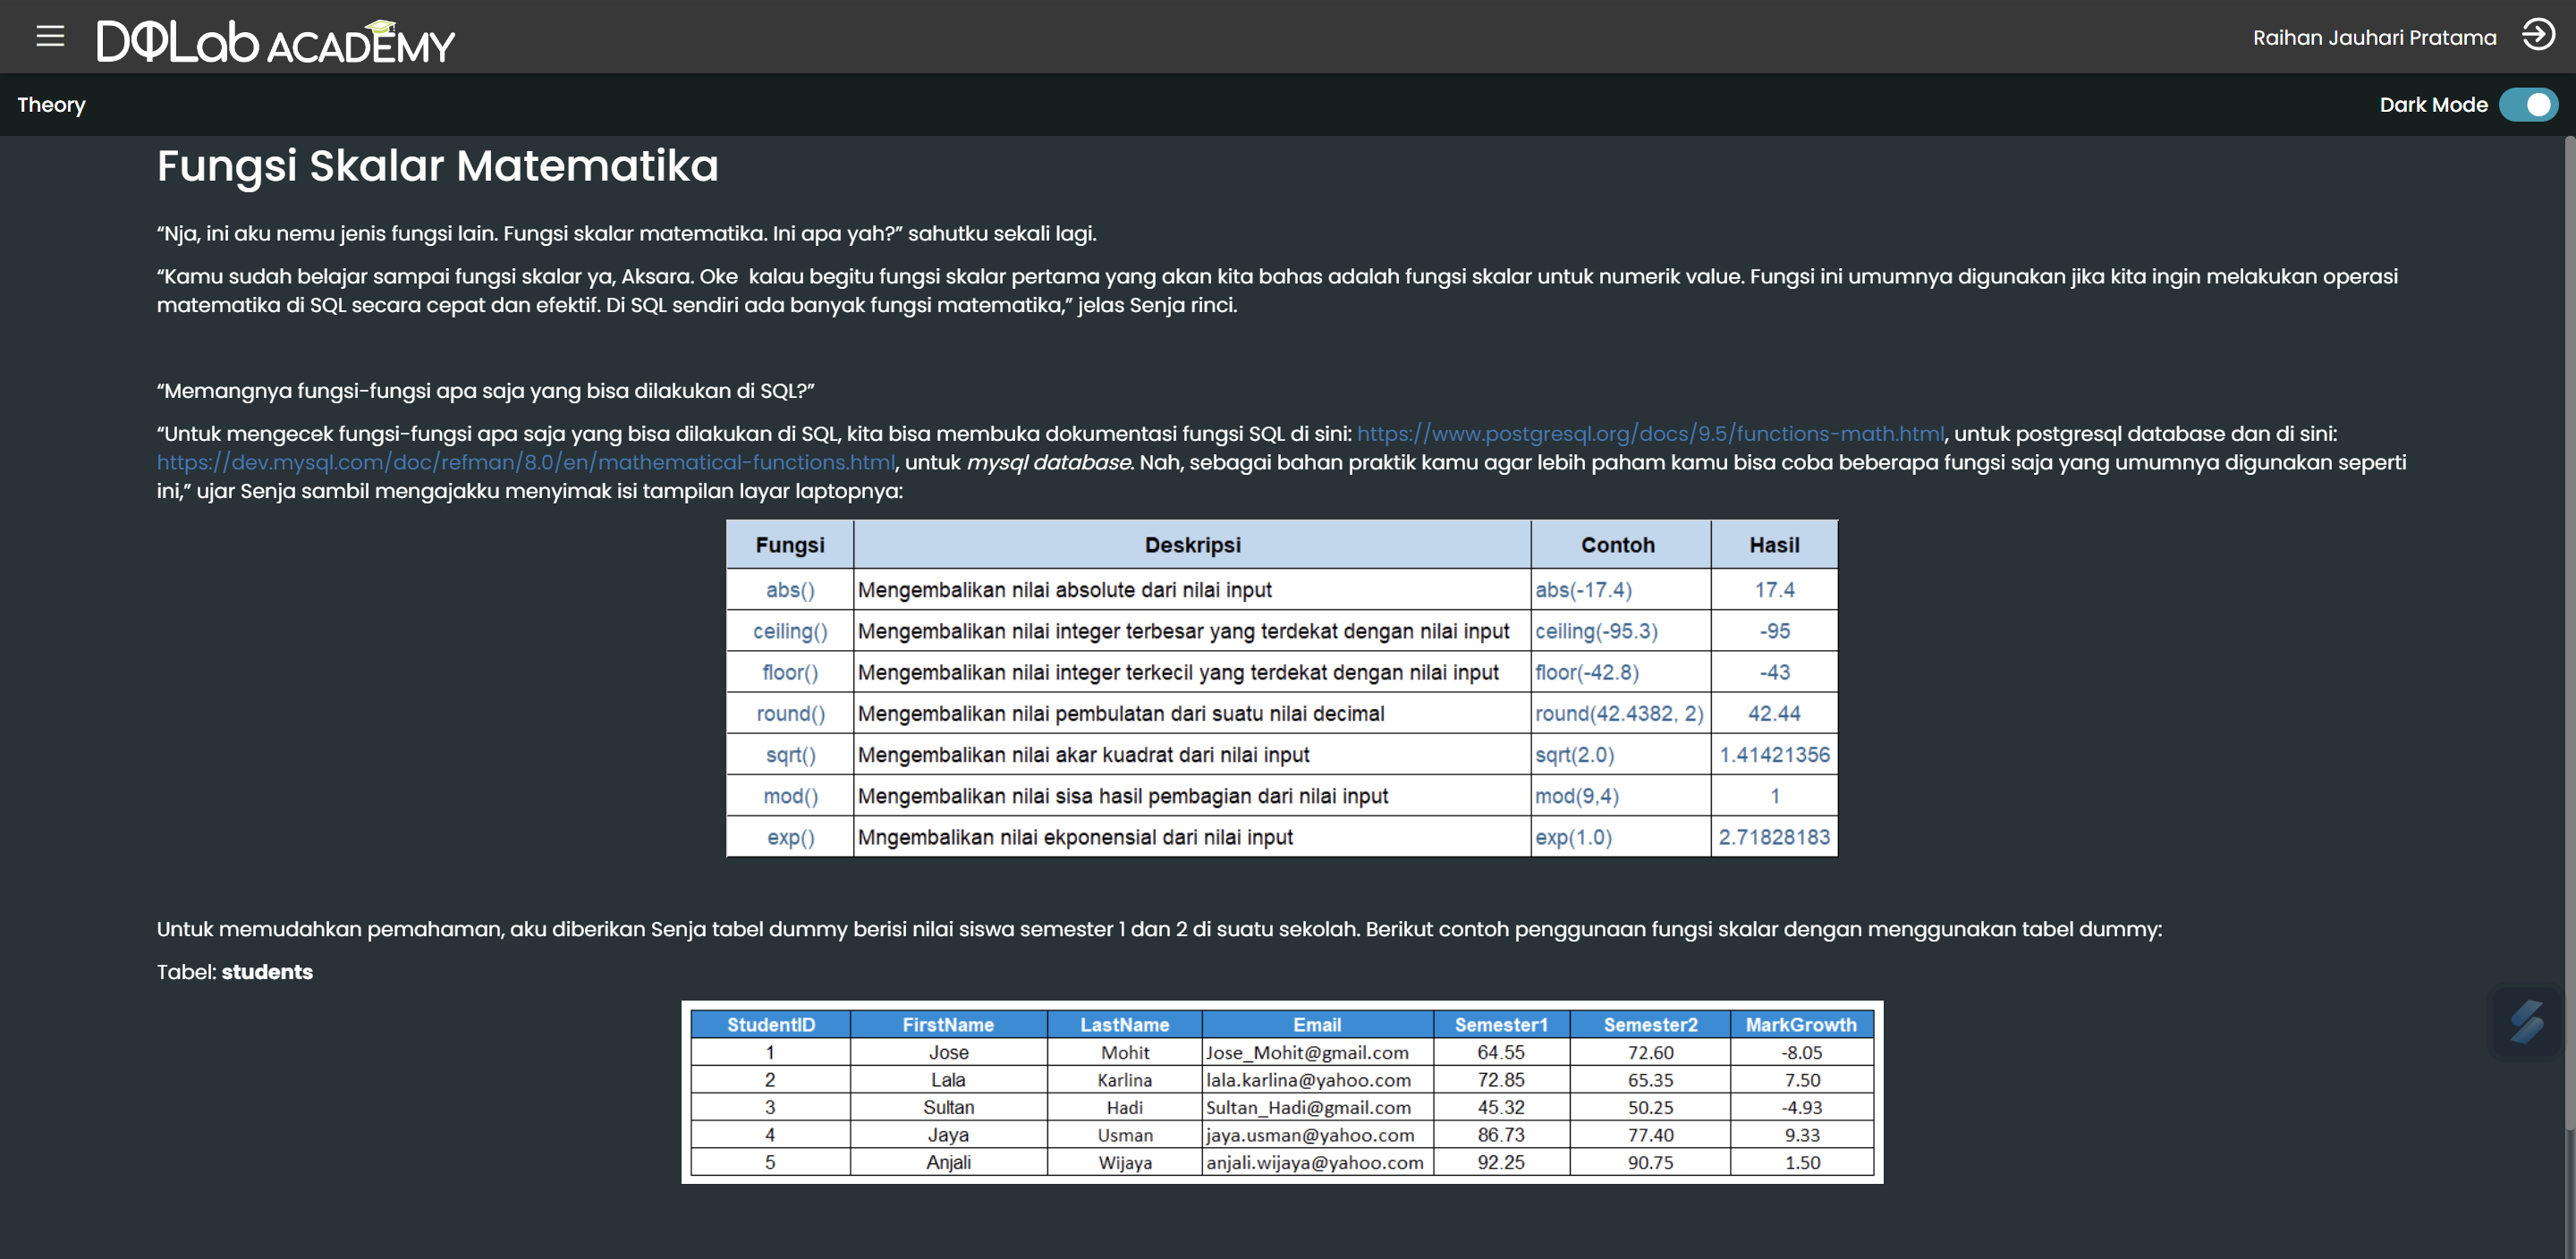 DQLab ACADEMY
Raihan Jauhari Pratama
Theory
Dark Mode
Fungsi Skalar Matematika
“Nja, ini aku nemu jenis fungsi lain. Fungsi skalar matematika. Ini apa yah?” sahutku sekali lagi.
“Kamu sudah belajar sampai fungsi skalar ya, Aksara. Oke  kalau begitu fungsi skalar pertama yang akan kita bahas adalah fungsi skalar untuk numerik value. Fungsi ini umumnya digunakan jika kita ingin melakukan operasi
matematika di SQL secara cepat dan efektif. Di SQL sendiri ada banyak fungsi matematika,” jelas Senja rinci.
“Memangnya fungsi-fungsi apa saja yang bisa dilakukan di SQL?”
“Untuk mengecek fungsi-fungsi apa saja yang bisa dilakukan di SQL, kita bisa membuka dokumentasi fungsi SQL di sini: https://www.postgresql.org/docs/9.5/functions-math.html, untuk postgresql database dan di sini:
https://dev.mysql.com/doc/refman/8.0/en/mathematical-functions.html, untuk mysql database. Nah, sebagai bahan praktik kamu agar lebih paham kamu bisa coba beberapa fungsi saja yang umumnya digunakan seperti
ini,” ujar Senja sambil mengajakku menyimak isi tampilan layar laptopnya:
Fungsi Deskripsi Contoh Hasil
abs() Mengembalikan nilai absolute dari nilai input abs(-17.4) 17.4
ceiling() Mengembalikan nilai integer terbesar yang terdekat dengan nilai input ceiling(-95.3) -95
floor() Mengembalikan nilai integer terkecil yang terdekat dengan nilai input floor(-42.8) -43
round() Mengembalikan nilai pembulatan dari suatu nilai decimal round(42.4382, 2) 42.44
sqrt() Mengembalikan nilai akar kuadrat dari nilai input sqrt(2.0) 1.41421356
mod() Mengembalikan nilai sisa hasil pembagian dari nilai input mod(9,4) 1
exp() Mngembalikan nilai ekponensial dari nilai input exp(1.0) 2.71828183
Untuk memudahkan pemahaman, aku diberikan Senja tabel dummy berisi nilai siswa semester 1 dan 2 di suatu sekolah. Berikut contoh penggunaan fungsi skalar dengan menggunakan tabel dummy:
Tabel: students
StudentID FirstName LastName Email Semester1 Semester2 MarkGrowth
1 Jose Mohit Jose_Mohit@gmail.com 64.55 72.60 -8.05
2 Lala Karlina lala.karlina@yahoo.com 72.85 65.35 7.50
3 Sultan Hadi Sultan_Hadi@gmail.com 45.32 50.25 -4.93
4 Jaya Usman jaya.usman@yahoo.com 86.73 77.40 9.33
5 Anjali Wijaya anjali.wijaya@yahoo.com 92.25 90.75 1.50